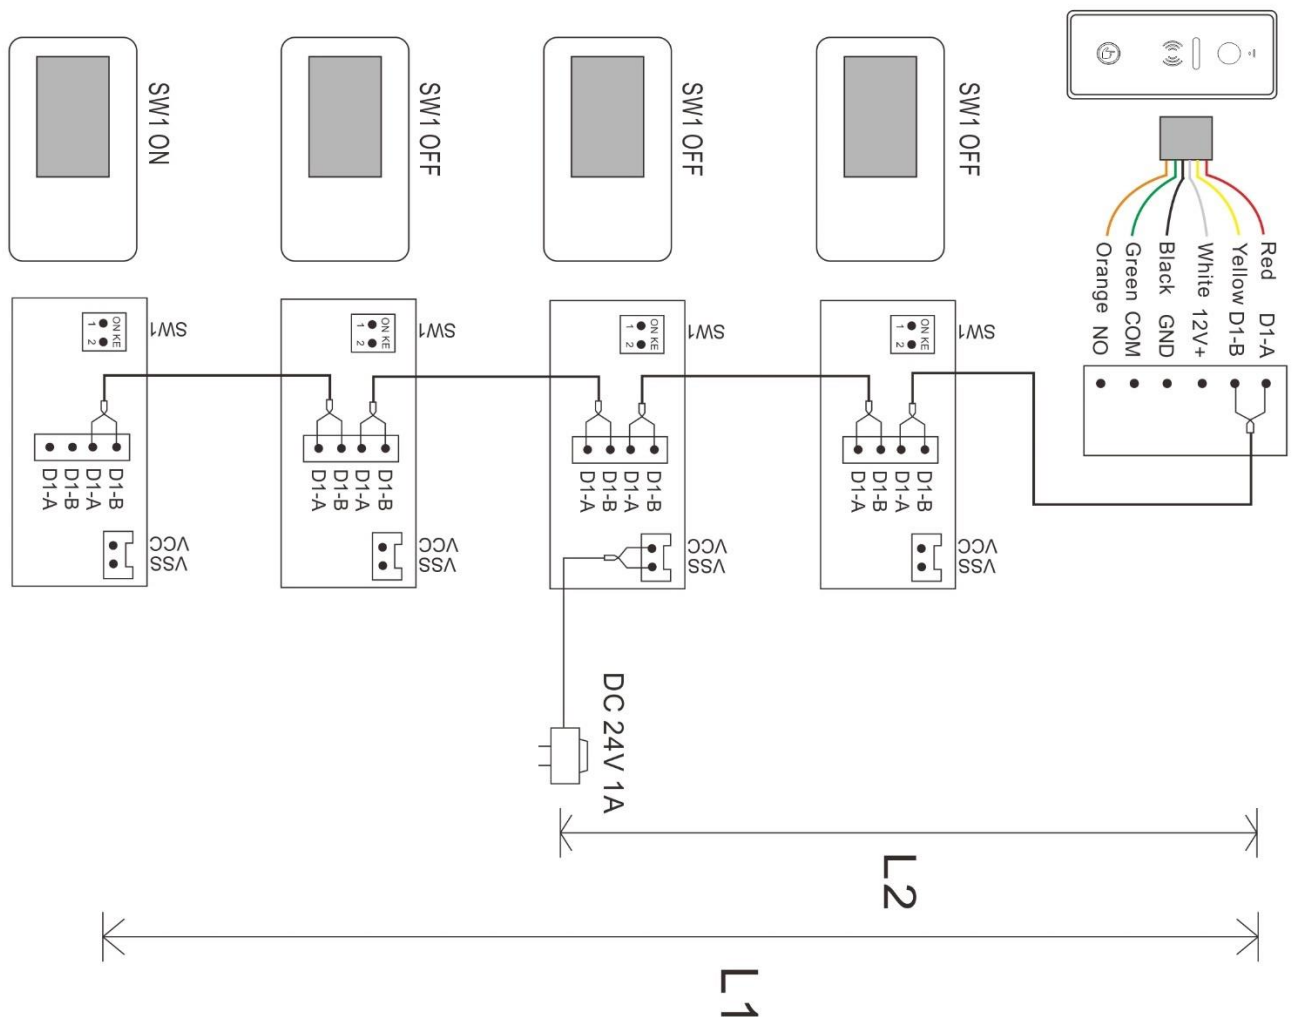 SW1 ON
SW1 OFF
SW1 OFF
SW1 OFF
Red D1-A
Yellow D1-B
White 12V+
Black GND
Green COM
Orange NO
SW1
ON KE
1 2
SW1
ON KE
1 2
SW1
ON KE
1 2
SW1
ON KE
1 2
D1-A
D1-B
D1-A
D1-B
D1-A
D1-B
D1-A
D1-B
D1-A
D1-B
D1-A
D1-B
D1-A
D1-B
D1-A
D1-B
VCC
VSS
VCC
VSS
VCC
VSS
VCC
VSS
DC 24V 1A
L2
L1